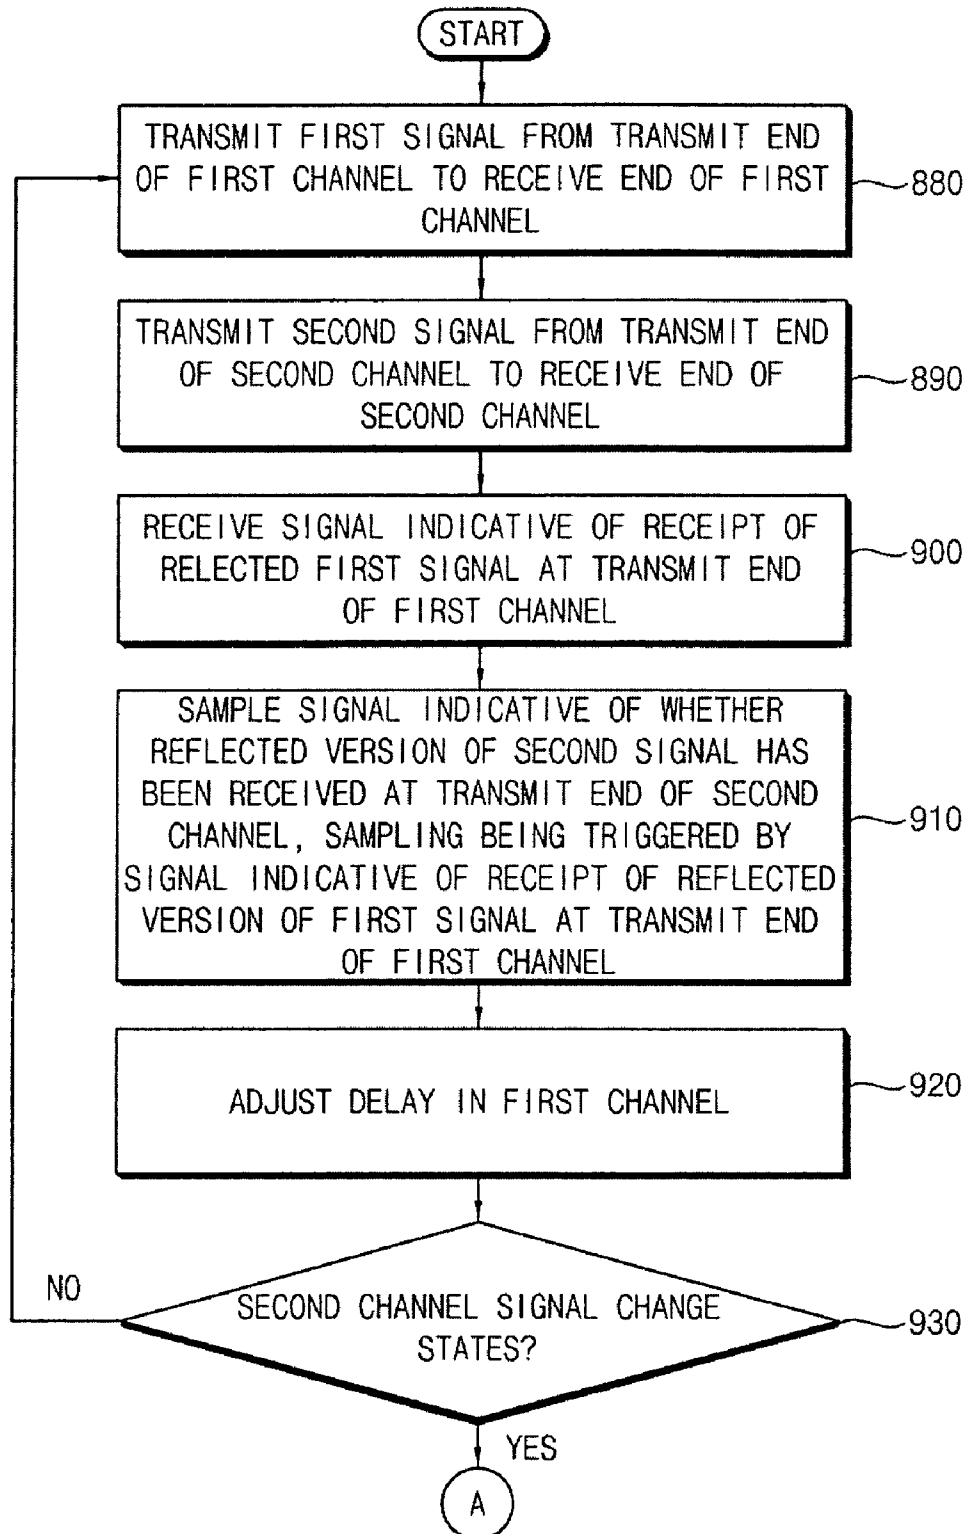 START
TRANSMIT FIRST SIGNAL FROM TRANSMIT END
OF FIRST CHANNEL TO RECEIVE END OF FIRST
CHANNEL
880
TRANSMIT SECOND SIGNAL FROM TRANSMIT END
OF SECOND CHANNEL TO RECEIVE END OF
SECOND CHANNEL
890
RECEIVE SIGNAL INDICATIVE OF RECEIPT OF
RELECTED FIRST SIGNAL AT TRANSMIT END
OF FIRST CHANNEL
900
SAMPLE SIGNAL INDICATIVE OF WHETHER
REFLECTED VERSION OF SECOND SIGNAL HAS
BEEN RECEIVED AT TRANSMIT END OF SECOND
CHANNEL, SAMPLING BEING TRIGGERED BY
SIGNAL INDICATIVE OF RECEIPT OF REFLECTED
VERSION OF FIRST SIGNAL AT TRANSMIT END
OF FIRST CHANNEL
910
ADJUST DELAY IN FIRST CHANNEL
920
NO
SECOND CHANNEL SIGNAL CHANGE
STATES?
930
YES
A